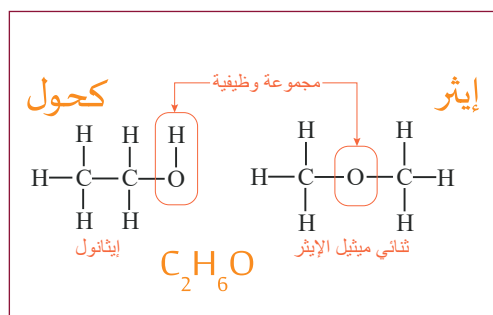 مجموعة وظيفية
إيثر
كحول
H H H
H C C O
H H
H H
H C O C H
H H
ثنائي ميثيل الإيثر
إيثانول
C₂H₆O